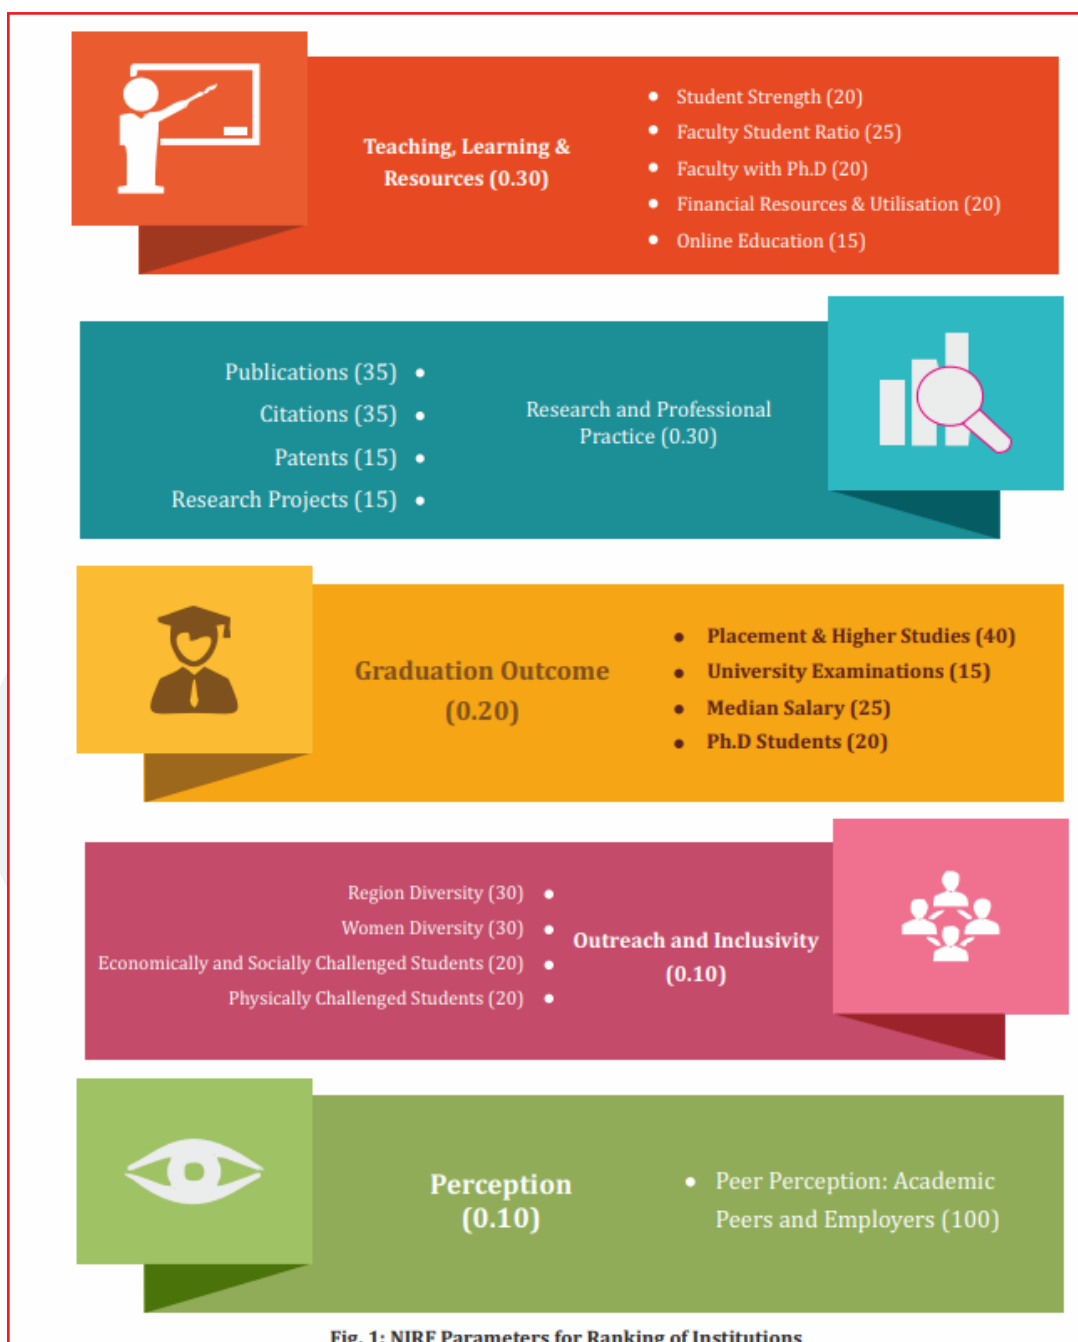 Teaching, Learning &
Resources (0.30)
• Student Strength (20)
• Faculty Student Ratio (25)
• Faculty with Ph.D (20)
• Financial Resources & Utilisation (20)
• Online Education (15)
Publications (35) •
Citations (35) •
Patents (15) •
Research Projects (15) •
Research and Professional
Practice (0.30)
Graduation Outcome
(0.20)
• Placement & Higher Studies (40)
• University Examinations (15)
• Median Salary (25)
• Ph.D Students (20)
Region Diversity (30) •
Women Diversity (30) •
Economically and Socially Challenged Students (20) •
Physically Challenged Students (20) •
Outreach and Inclusivity
(0.10)
Perception
(0.10)
• Peer Perception: Academic
Peers and Employers (100)
Fig. 1: NIRF Parameters for Ranking of Institutions